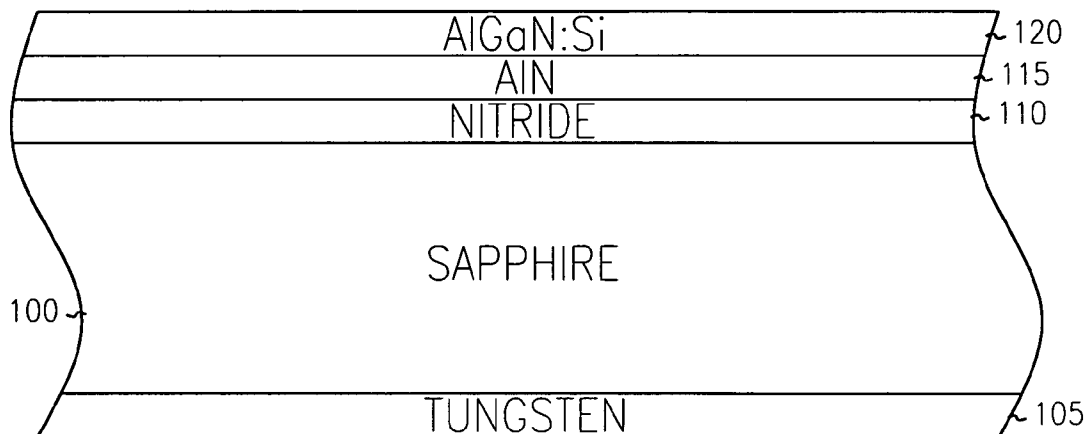 AlGaN:Si
120
AlN
115
NITRIDE
110
SAPPHIRE
100
TUNGSTEN
105